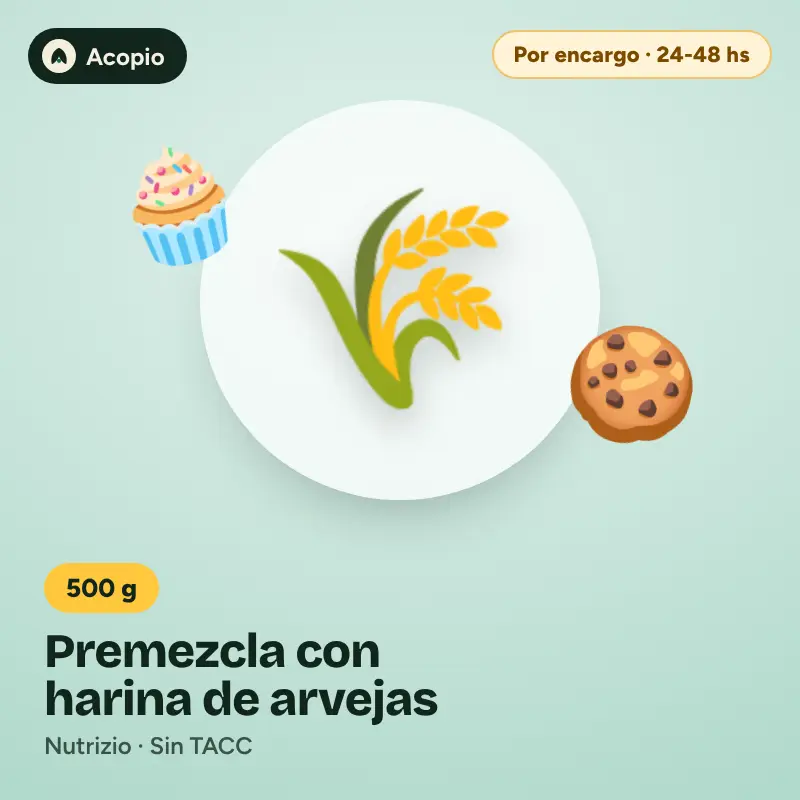 Acopio
Por encargo · 24-48 hs
500 g
Premezcla con
harina de arvejas
Nutrizio · Sin TACC